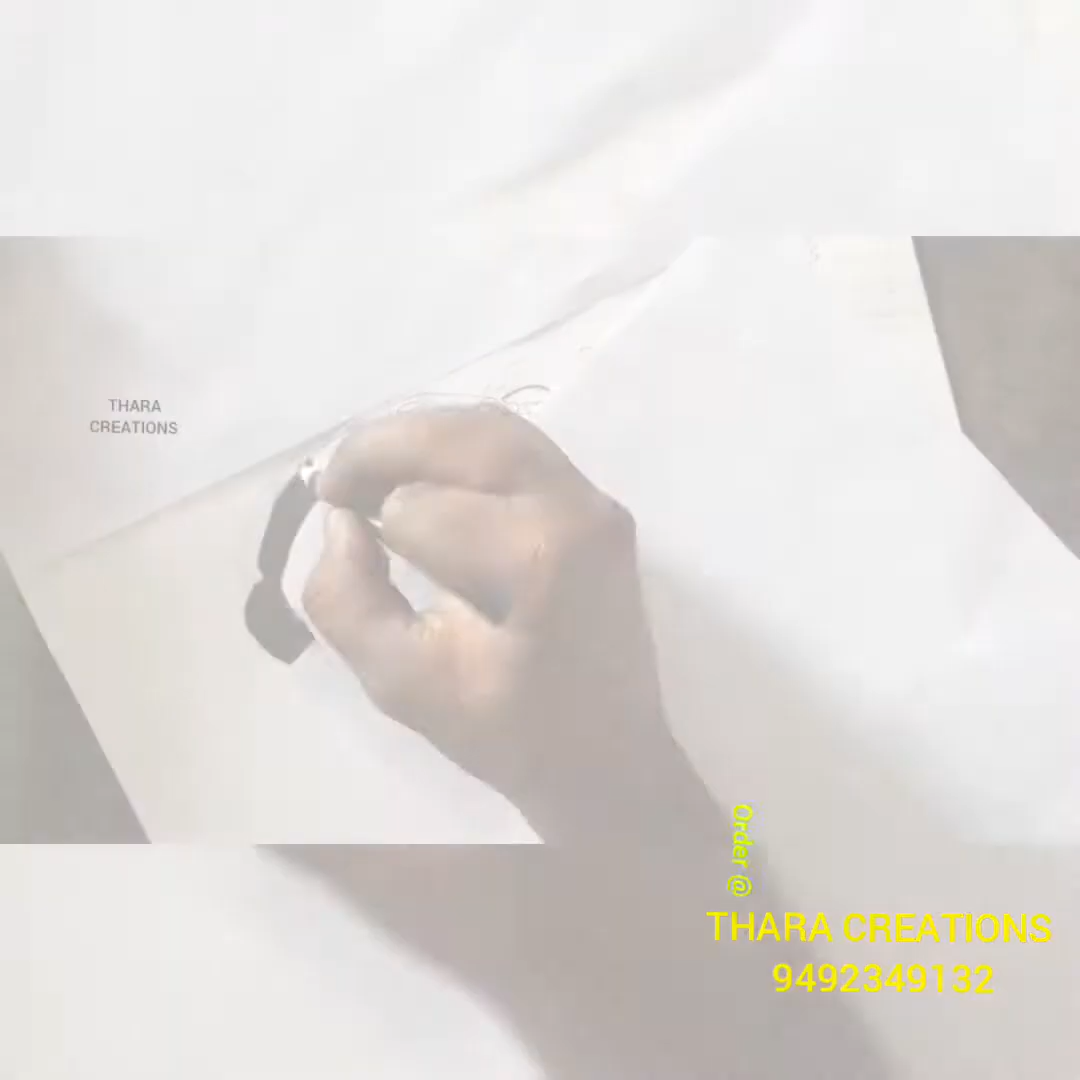 THARA
CREATIONS
Order @
THARA CREATIONS
9492349132